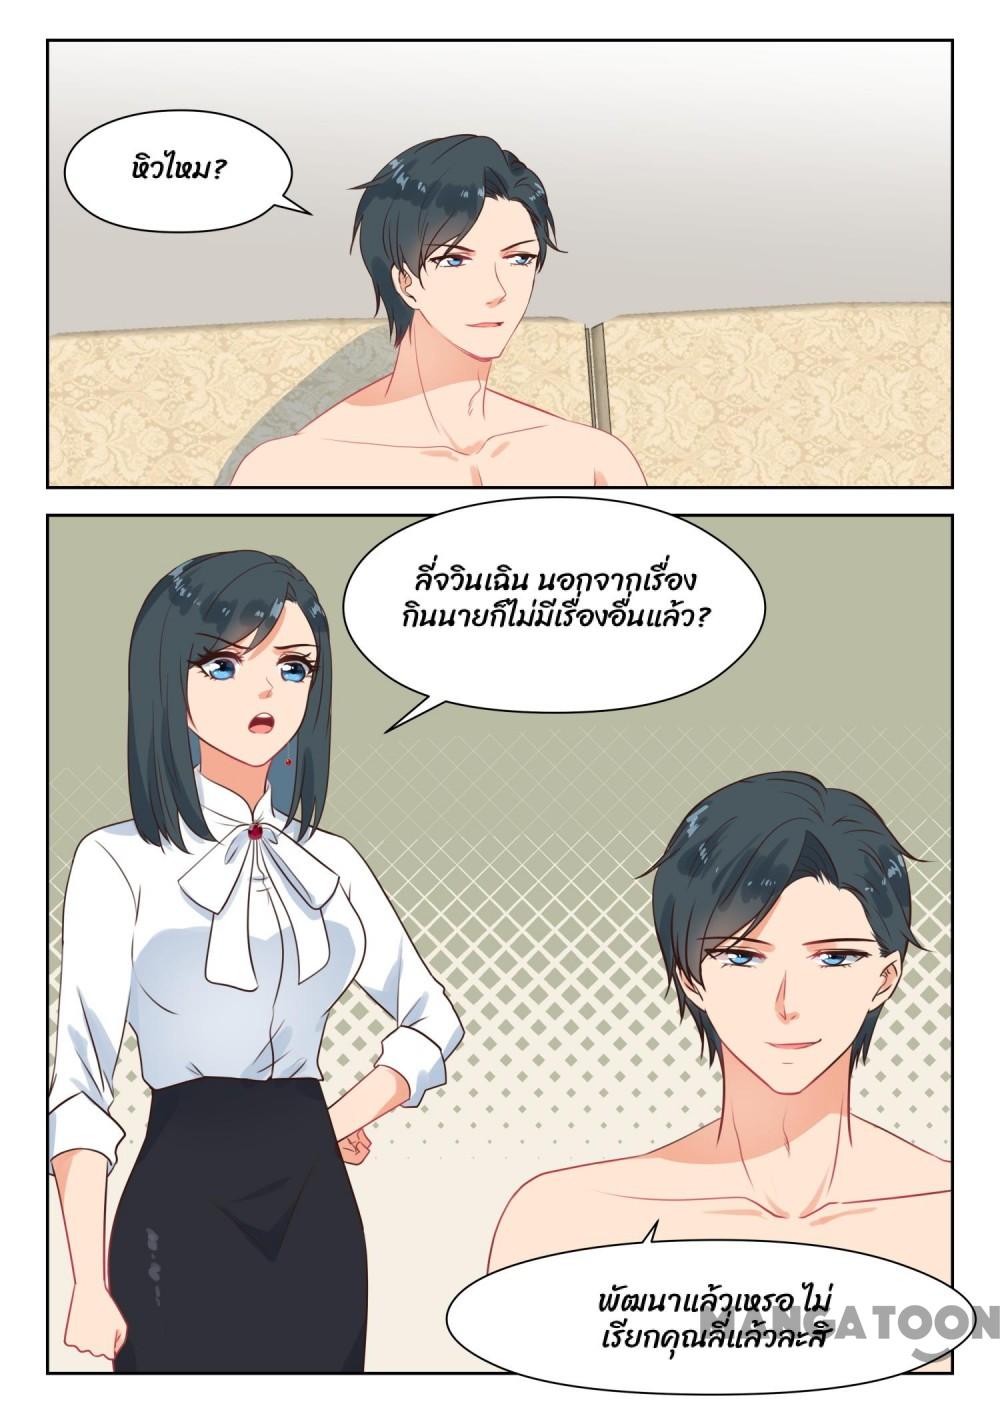 หิวไหม?
ลี่จวินเฉิน นอกจากเรื่อง
กินนายก็ไม่มีเรื่องอื่นแล้ว?
พัฒนาแล้วเหรอ ไม่
เรียกคุณลี่แล้วละสิ
MANGATOON